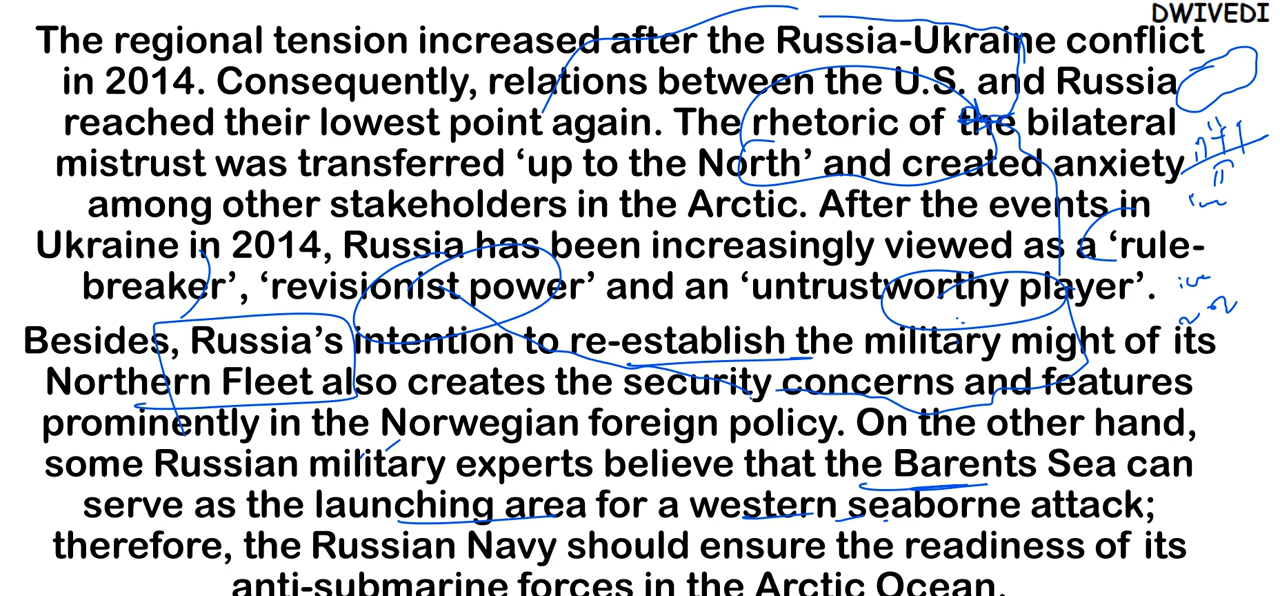 DWIVEDI
The regional tension increased after the Russia-Ukraine conflict
in 2014. Consequently, relations between the U.S. and Russia
reached their lowest point again. The rhetoric of the bilateral
mistrust was transferred ‘up to the North’ and created anxiety
among other stakeholders in the Arctic. After the events in
Ukraine in 2014, Russia has been increasingly viewed as a ‘rule-
breaker’, ‘revisionist power’ and an ‘untrustworthy player’.
Besides, Russia’s intention to re-establish the military might of its
Northern Fleet also creates the security concerns and features
prominently in the Norwegian foreign policy. On the other hand,
some Russian military experts believe that the Barents Sea can
serve as the launching area for a western seaborne attack;
therefore, the Russian Navy should ensure the readiness of its
anti-submarine forces in the Arctic Ocean.